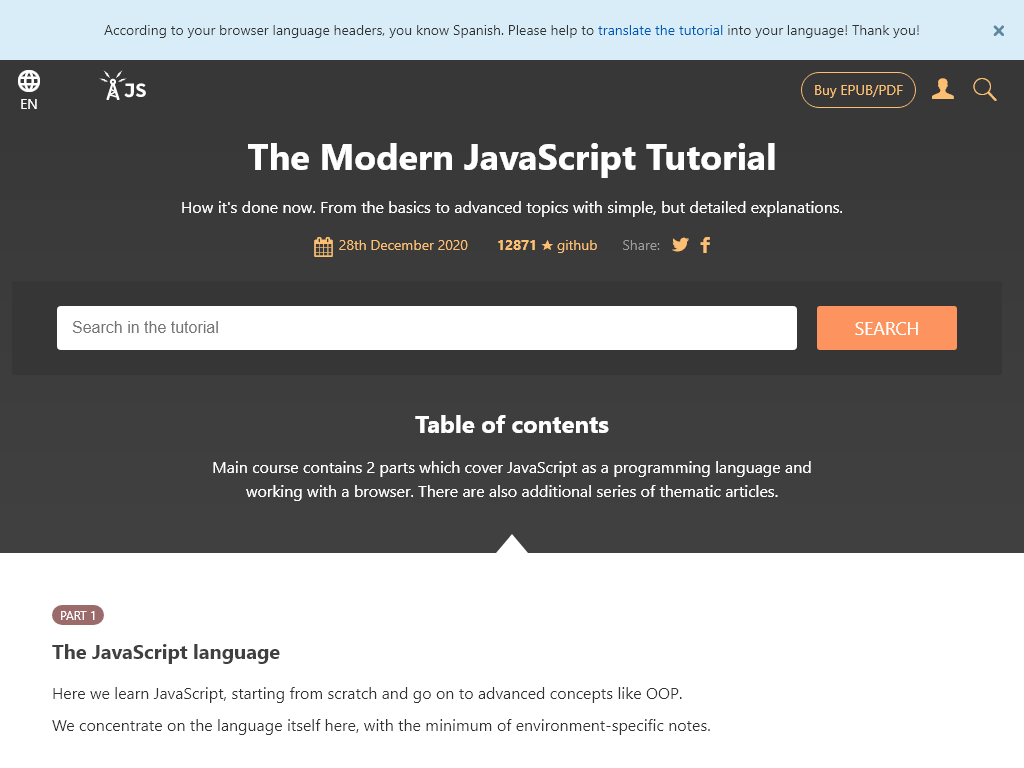 According to your browser language headers, you know Spanish. Please help to translate the tutorial into your language! Thank you!
EN
JS
Buy EPUB/PDF
The Modern JavaScript Tutorial
How it's done now. From the basics to advanced topics with simple, but detailed explanations.
28th December 2020
12871 ★ github
Share:
Search in the tutorial
SEARCH
Table of contents
Main course contains 2 parts which cover JavaScript as a programming language and
working with a browser. There are also additional series of thematic articles.
PART 1
The JavaScript language
Here we learn JavaScript, starting from scratch and go on to advanced concepts like OOP.
We concentrate on the language itself here, with the minimum of environment-specific notes.